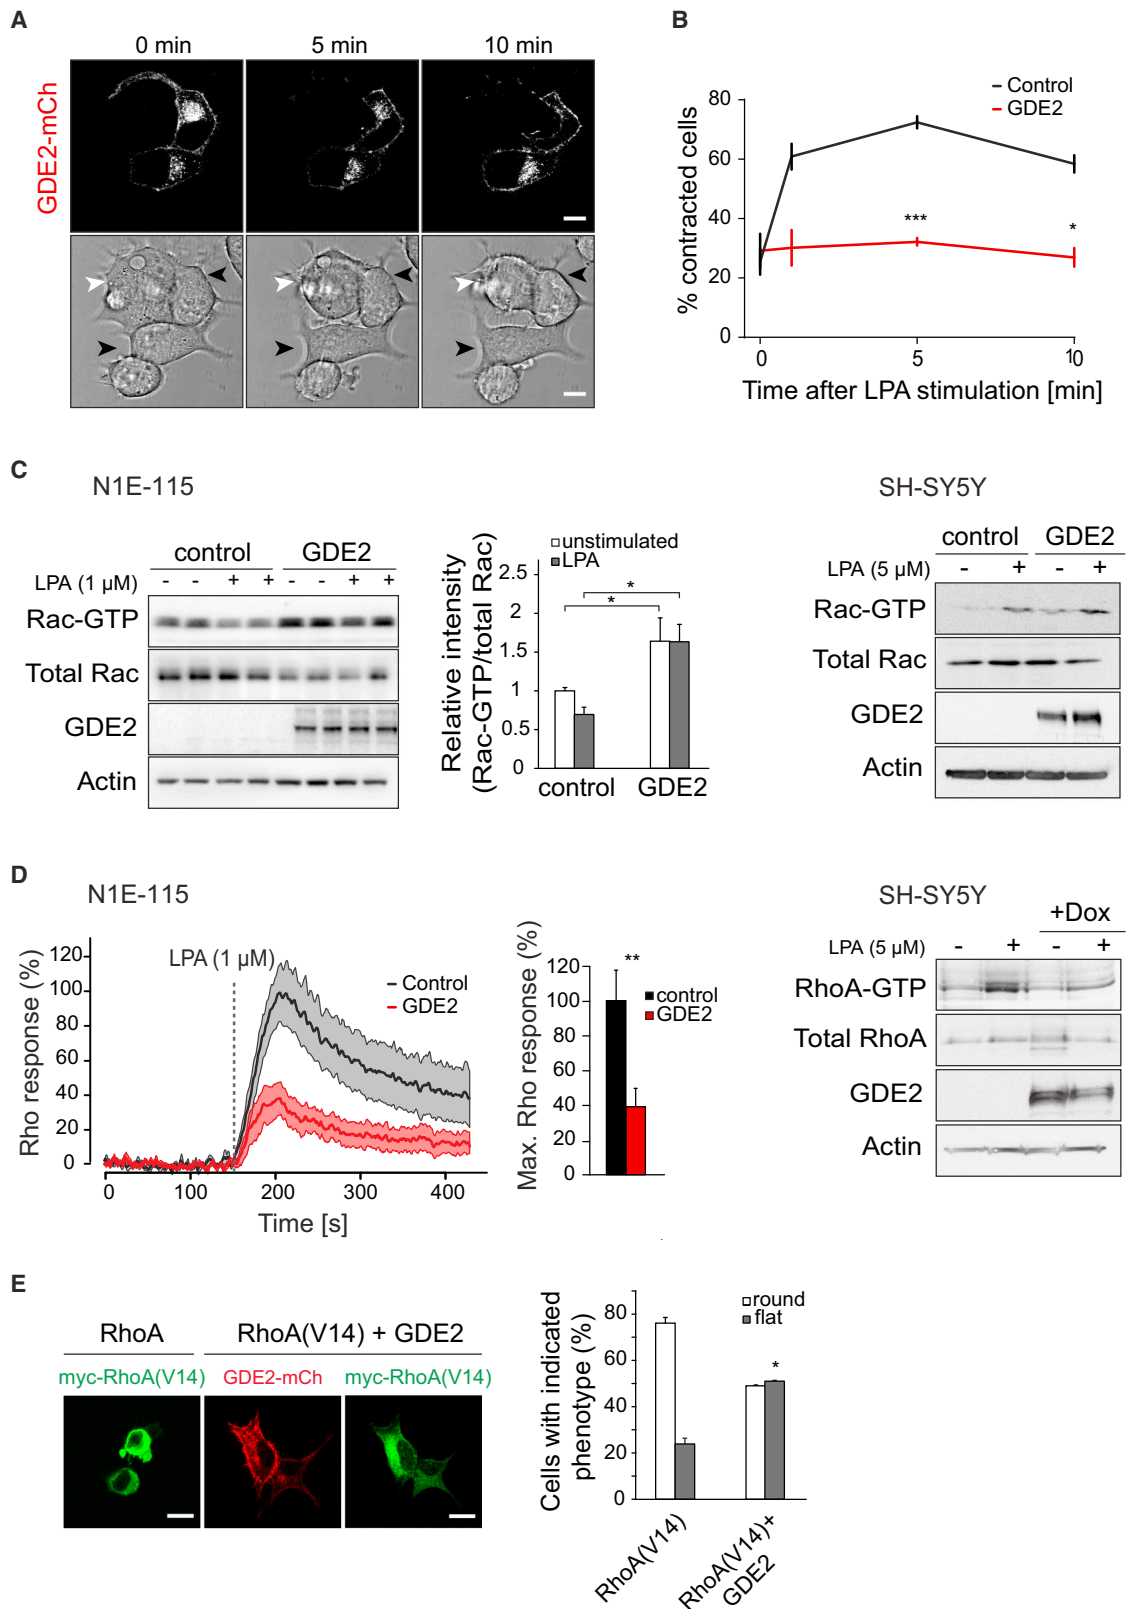 A
0 min 5 min 10 min
GDE2-mCh
B
Control
GDE2
80
60
40
20
0
% contracted cells
***
*
0 5 10
Time after LPA stimulation [min]
C
N1E-115
control GDE2
LPA (1 µM) - - + + - - + +
Rac-GTP
Total Rac
GDE2
Actin
Relative intensity
(Rac-GTP/total Rac)
unstimulated
LPA
2.5
2
1.5
1
0.5
0
*
*
control GDE2
SH-SY5Y
control GDE2
LPA (5 µM) - + - +
Rac-GTP
Total Rac
GDE2
Actin
D
N1E-115
Rho response (%)
120
100
80
60
40
20
0
LPA (1 µM)
Control
GDE2
0 100 200 300 400
Time [s]
Max. Rho response (%)
120
100
80
60
40
20
0
**
control
GDE2
SH-SY5Y
+Dox
LPA (5 µM) - + - +
RhoA-GTP
Total RhoA
GDE2
Actin
E
RhoA RhoA(V14) + GDE2
myc-RhoA(V14) GDE2-mCh myc-RhoA(V14)
Cells with indicated
phenotype (%)
80
60
40
20
0
round
flat
*
RhoA(V14)
RhoA(V14)+
GDE2